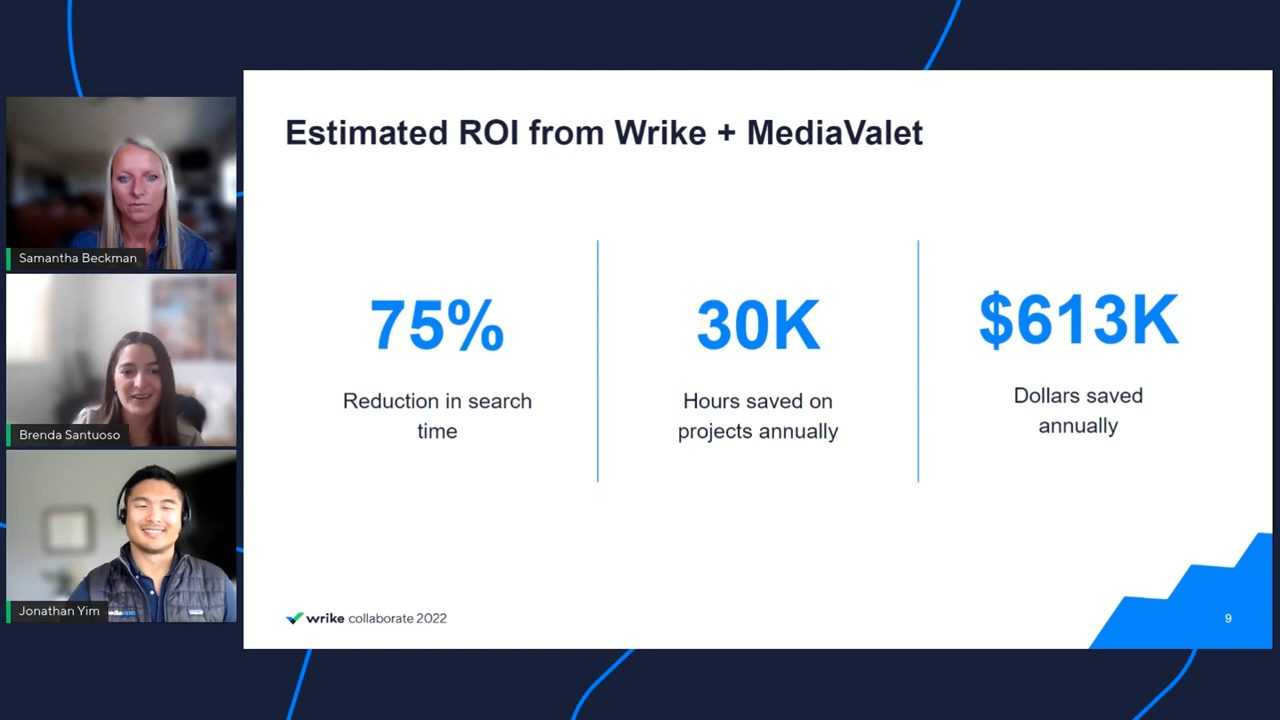 Estimated ROI from Wrike + MediaValet
75%
Reduction in search
time
30K
Hours saved on
projects annually
$613K
Dollars saved
annually
Samantha Beckman
Brenda Santuoso
Jonathan Yim
wrike collaborate 2022
9